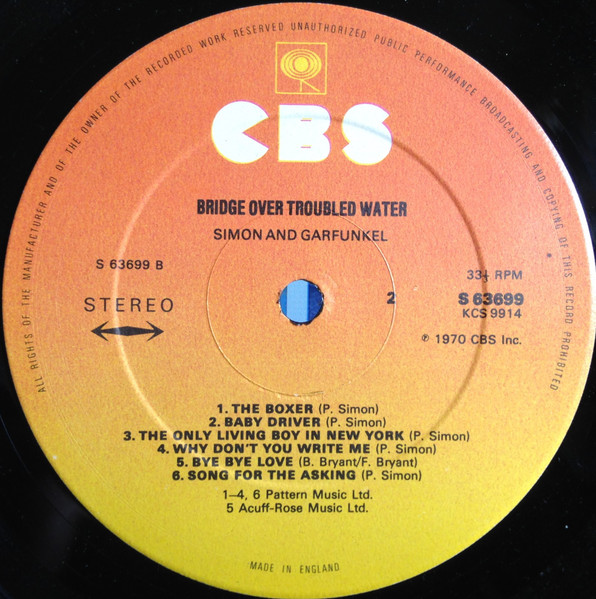 ALL RIGHTS OF THE MANUFACTURER AND OF THE OWNER OF THE RECORDED WORK RESERVED UNAUTHORIZED PUBLIC PERFORMANCE BROADCASTING AND COPYING OF THIS RECORD PROHIBITED
CBS
BRIDGE OVER TROUBLED WATER
SIMON AND GARFUNKEL
S 63699 B
33⅓ RPM
STEREO
2
S 63699
KCS 9914
℗ 1970 CBS Inc.
1. THE BOXER (P. Simon)
2. BABY DRIVER (P. Simon)
3. THE ONLY LIVING BOY IN NEW YORK (P. Simon)
4. WHY DON'T YOU WRITE ME (P. Simon)
5. BYE BYE LOVE (B. Bryant/F. Bryant)
6. SONG FOR THE ASKING (P. Simon)
1–4, 6 Pattern Music Ltd.
5 Acuff-Rose Music Ltd.
MADE IN ENGLAND